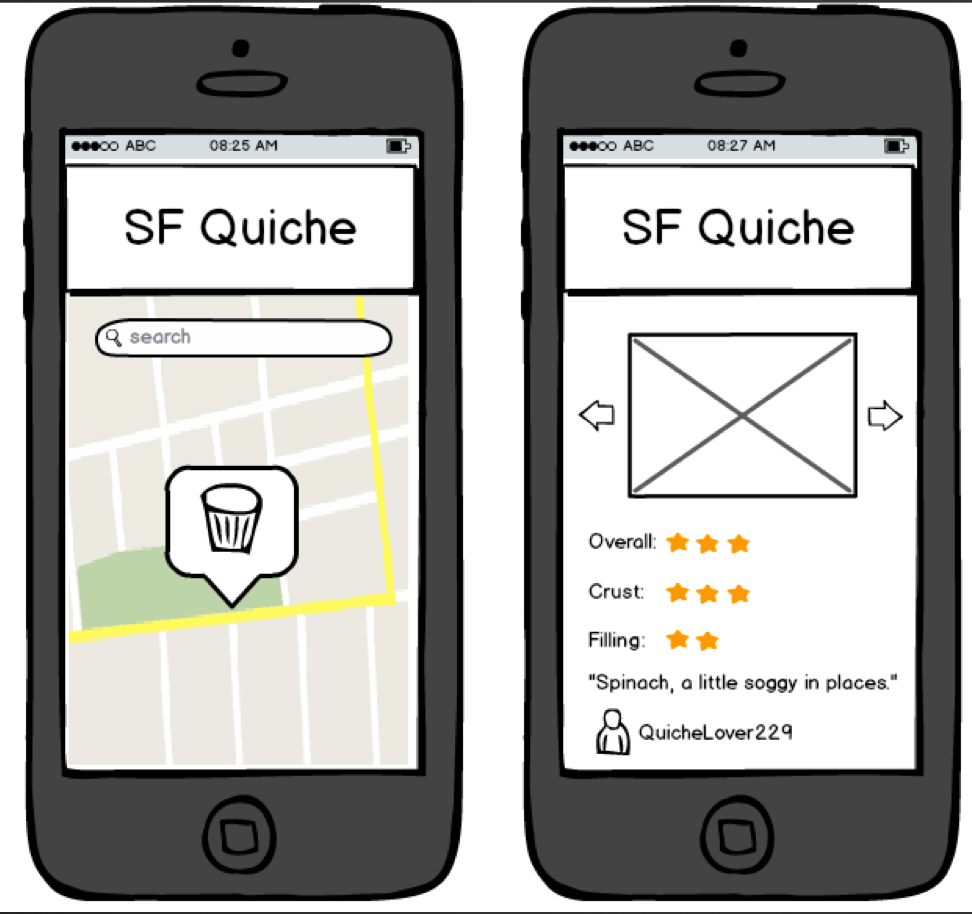 ABC 08:25 AM
SF Quiche
search
ABC 08:27 AM
SF Quiche
Overall:
Crust:
Filling:
"Spinach, a little soggy in places."
QuicheLover229